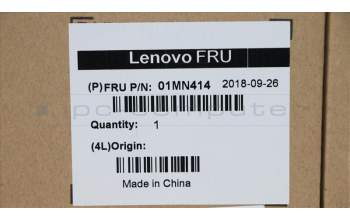 Lenovo FRU
(P)FRU P/N: 01MN414 2018-09-26
Quantity: 1
(4L)Origin:
Made in China